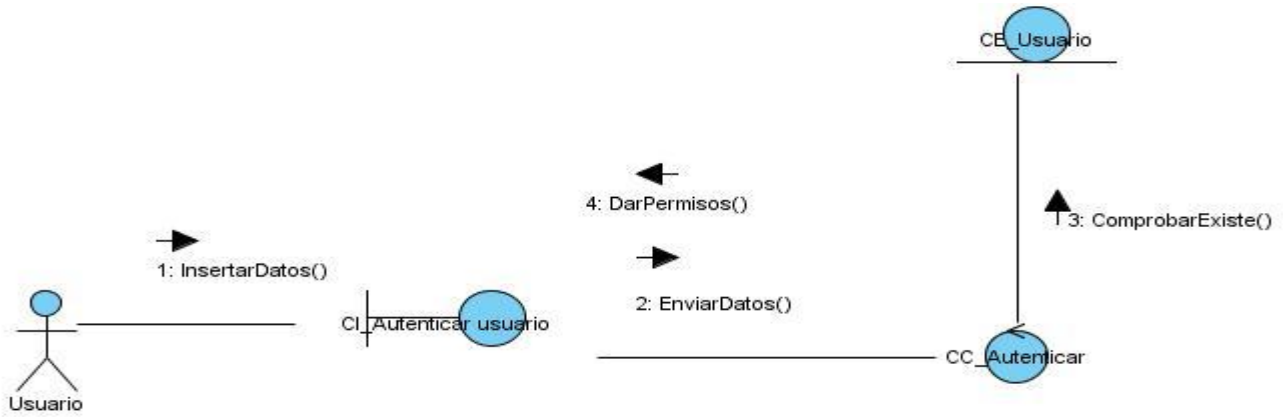 CE_Usuario
4: DarPermisos()
3: ComprobarExiste()
1: InsertarDatos()
2: EnviarDatos()
CI_Autenticar usuario
CC_Autenticar
Usuario